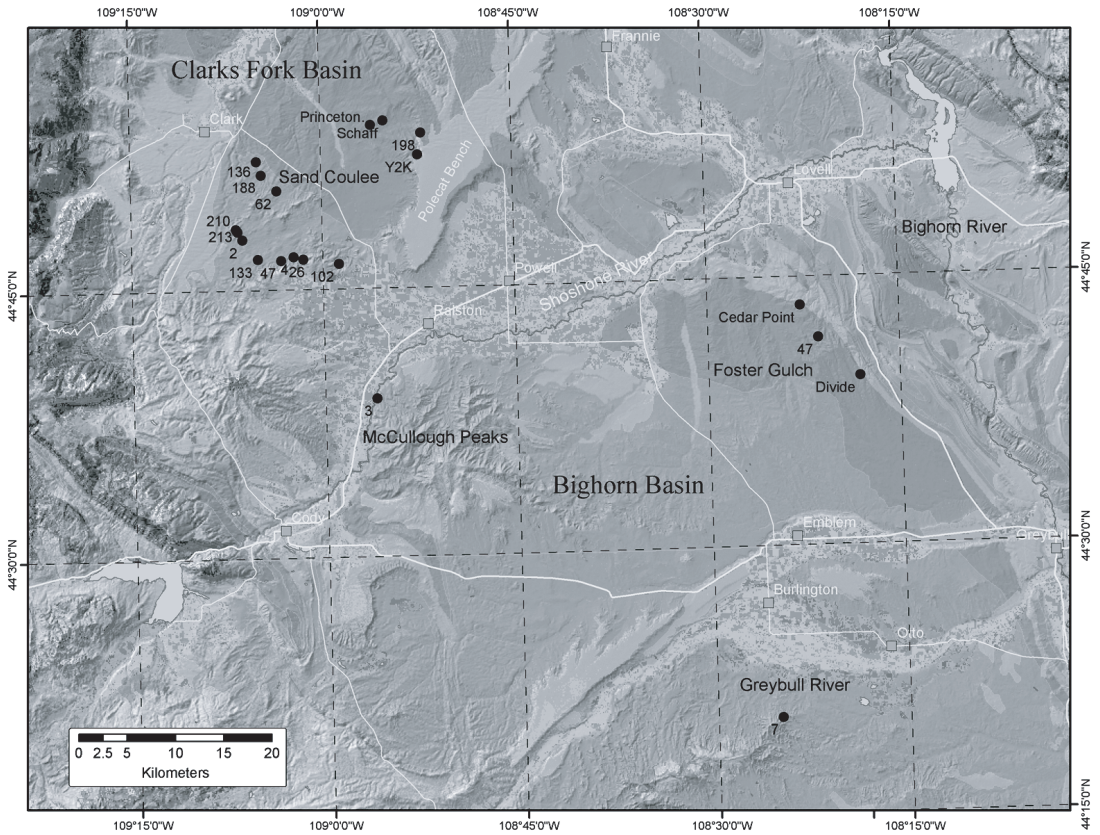 109°15'0"W 109°0'0"W 108°45'0"W 108°30'0"W 108°15'0"W
Frannie
Clarks Fork Basin
Clark
Princeton
Schaff
198
Y2K
Polecat Bench
136
188
Sand Coulee
62
Lovell
210
213
2
Bighorn River
133
47
4
26
102
44°45'0"N
Powell
Shoshone River
44°45'0"N
Ralston
Cedar Point
47
Foster Gulch
Divide
3
McCullough Peaks
Bighorn Basin
Cody
Emblem
44°30'0"N
44°30'0"N
Burlington
Otto
Greybull River
7
0 2.5 5 10 15 20
Kilometers
44°15'0"N
109°15'0"W 109°0'0"W 108°45'0"W 108°30'0"W 108°15'0"W